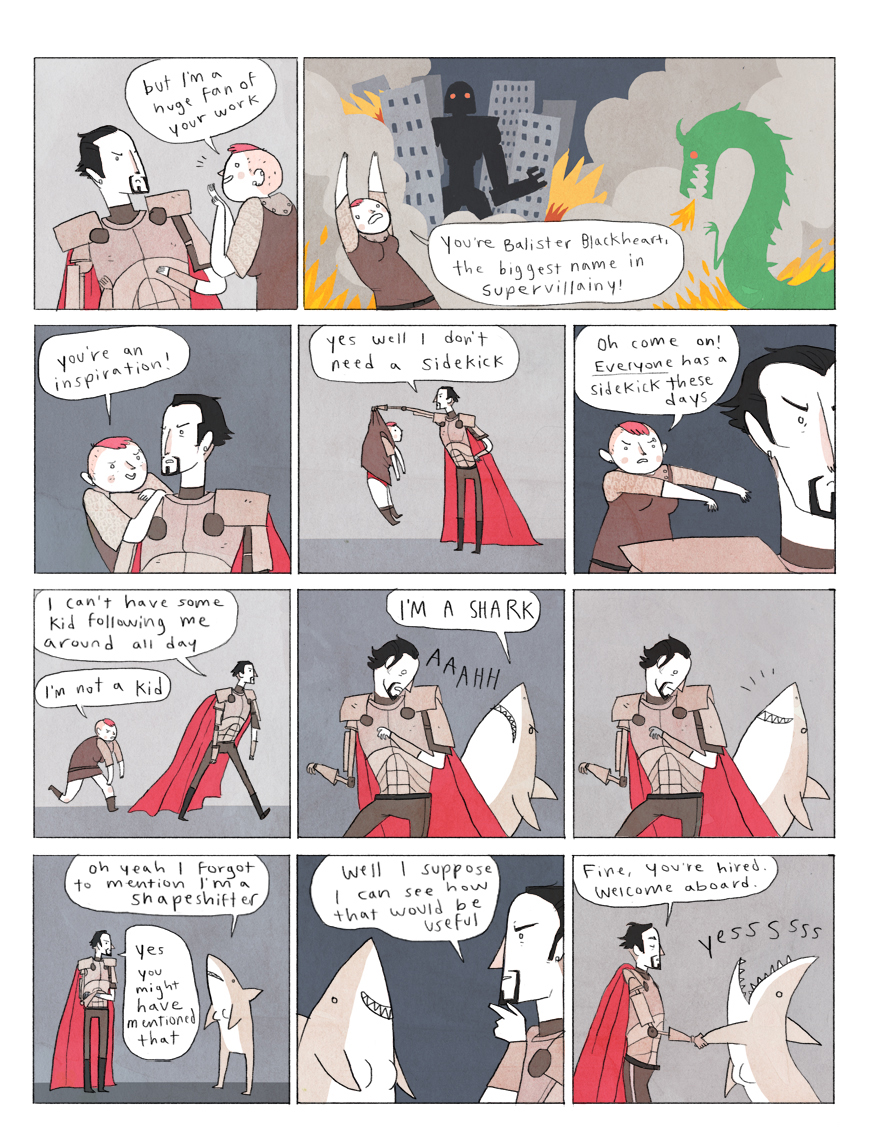 but I'm a
huge fan of
your work
You're Balister Blackheart,
the biggest name in
supervillainy!
you're an
inspiration!
yes well I don't
need a sidekick
Oh come on!
Everyone has a
sidekick these
days
I can't have some
kid following me
around all day
I'm not a kid
I'M A SHARK
AAAHH
oh yeah I forgot
to mention I'm a
shapeshifter
yes
you
might
have
mentioned
that
Well I suppose
I can see how
that would be
useful
Fine, you're hired.
Welcome aboard.
yesssssss